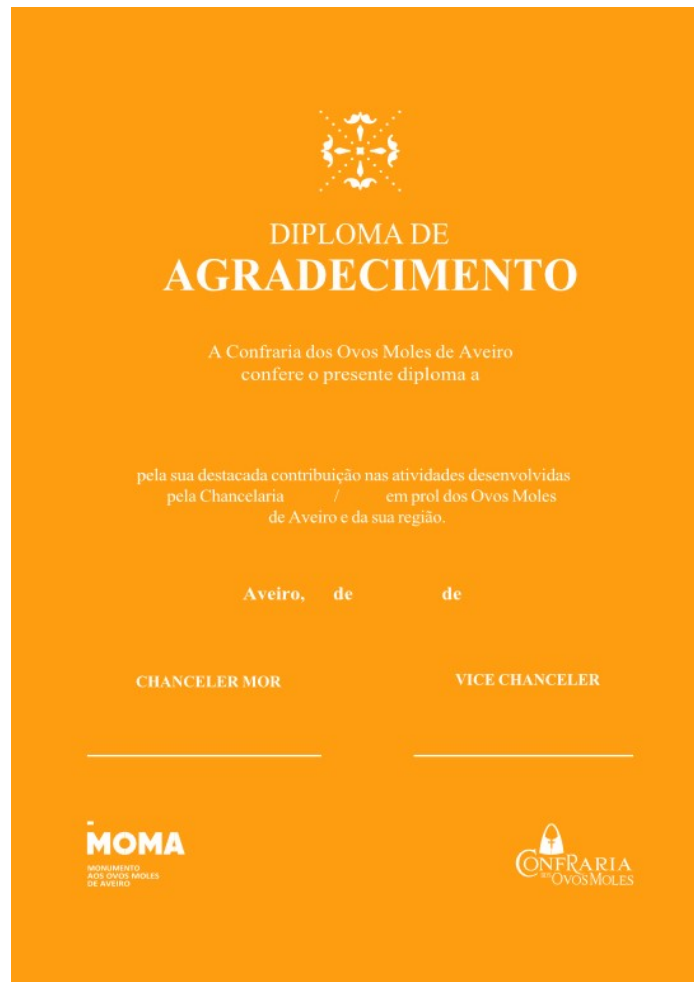 DIPLOMA DE
AGRADECIMENTO
A Confraria dos Ovos Moles de Aveiro
confere o presente diploma a
pela sua destacada contribuição nas atividades desenvolvidas
pela Chancelaria / em prol dos Ovos Moles
de Aveiro e da sua região.
Aveiro, de de
CHANCELER MOR
VICE CHANCELER
MOMA
MONUMENTO
AOS OVOS MOLES
DE AVEIRO
CONFRARIA
DOS OVOS MOLES